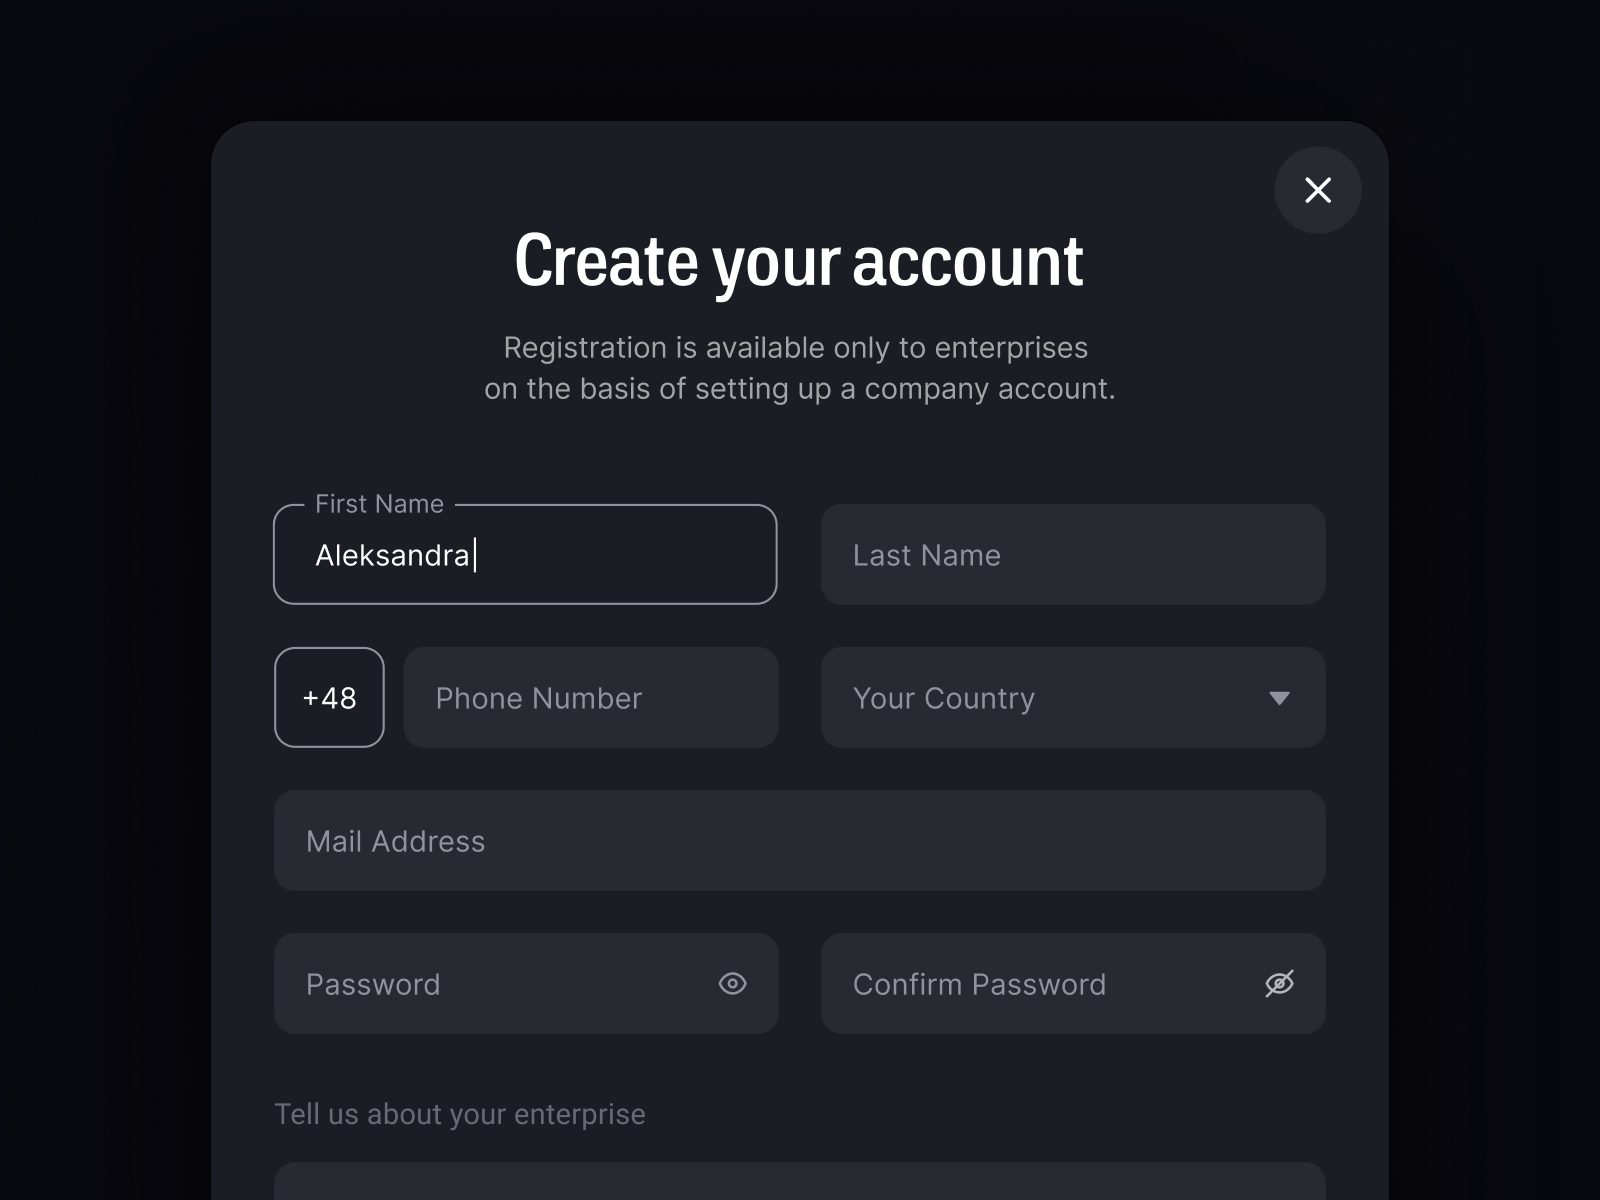 Create your account
Registration is available only to enterprises
on the basis of setting up a company account.
First Name
Aleksandra
Last Name
+48
Phone Number
Your Country
Mail Address
Password
Confirm Password
Tell us about your enterprise